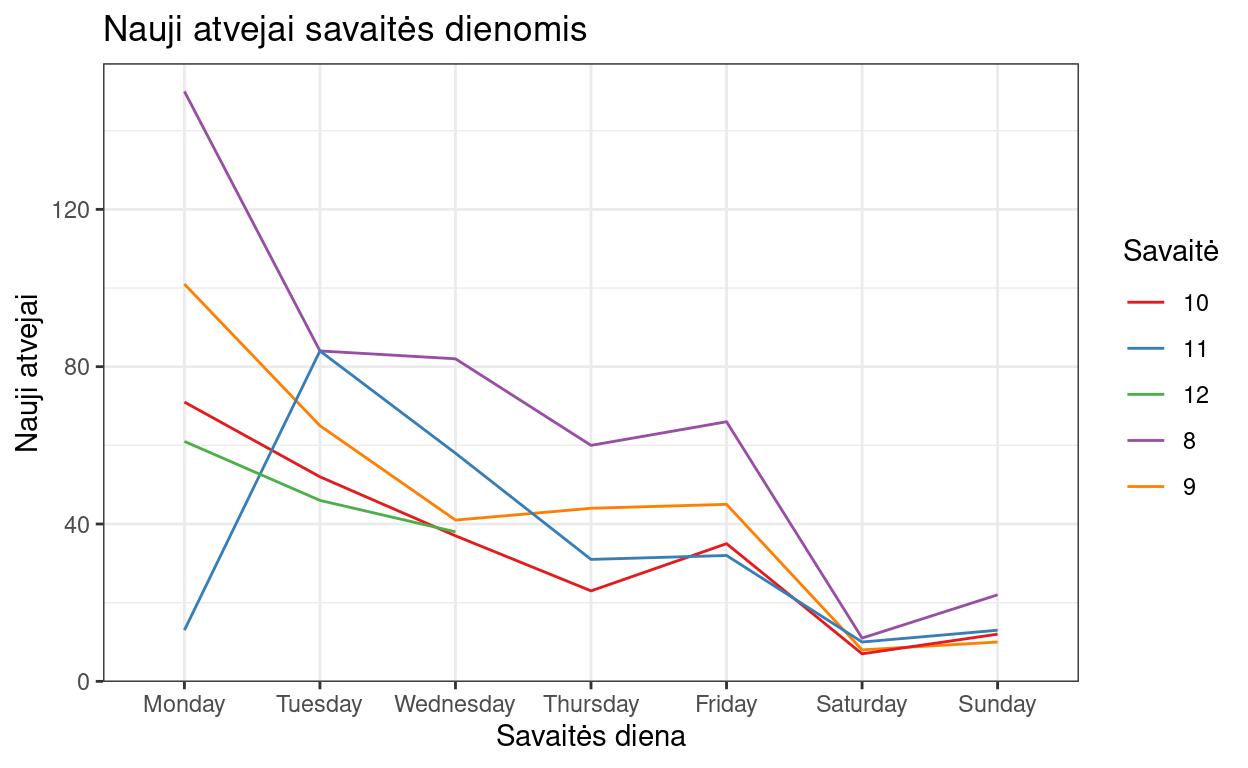 Nauji atvejai savaitės dienomis
Nauji atvejai
120
80
40
0
Monday Tuesday Wednesday Thursday Friday Saturday Sunday
Savaitės diena
Savaitė
10
11
12
8
9